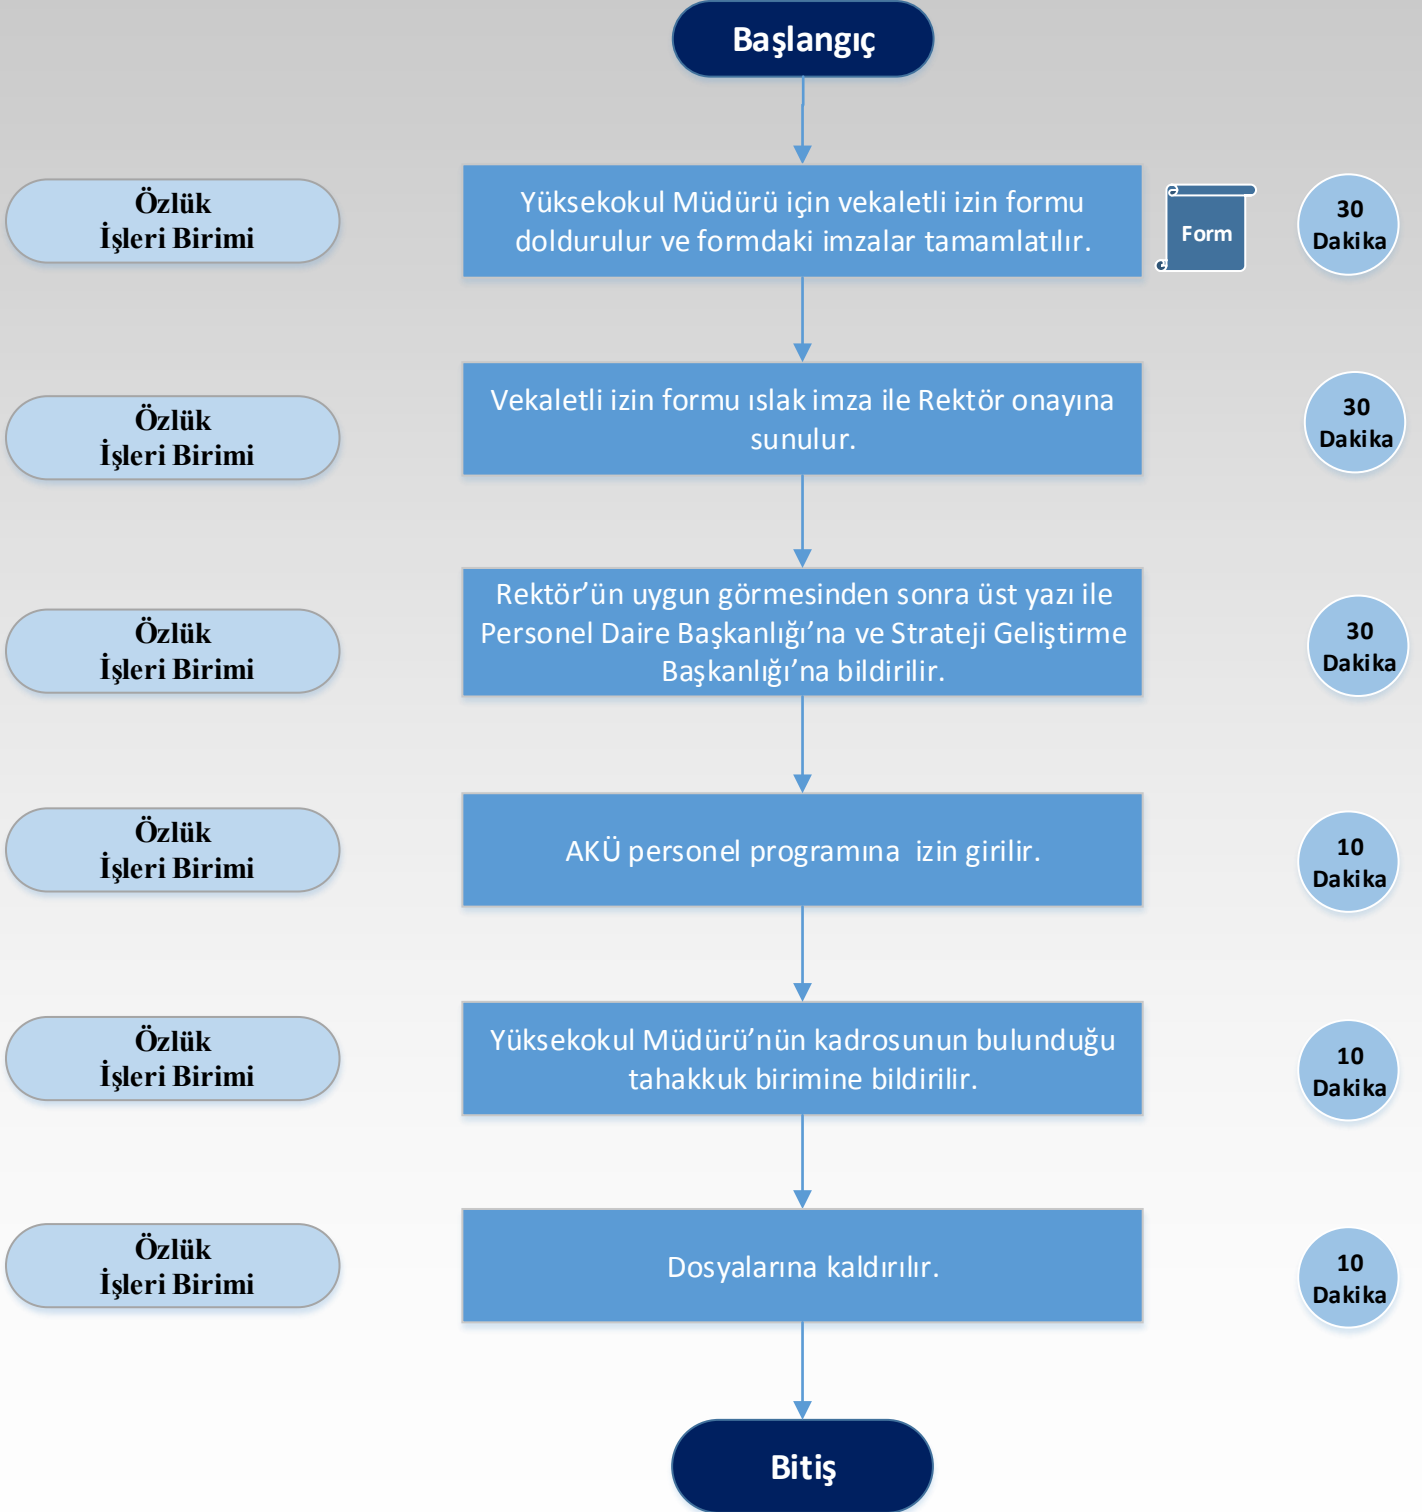 Başlangıç
Özlük
İşleri Birimi
Yüksekokul Müdürü için vekaletli izin formu
doldurulur ve formdaki imzalar tamamlatılır.
Form
30
Dakika
Özlük
İşleri Birimi
Vekaletli izin formu ıslak imza ile Rektör onayına
sunulur.
30
Dakika
Özlük
İşleri Birimi
Rektör’ün uygun görmesinden sonra üst yazı ile
Personel Daire Başkanlığı’na ve Strateji Geliştirme
Başkanlığı’na bildirilir.
30
Dakika
Özlük
İşleri Birimi
AKÜ personel programına  izin girilir.
10
Dakika
Özlük
İşleri Birimi
Yüksekokul Müdürü’nün kadrosunun bulunduğu
tahakkuk birimine bildirilir.
10
Dakika
Özlük
İşleri Birimi
Dosyalarına kaldırılır.
10
Dakika
Bitiş